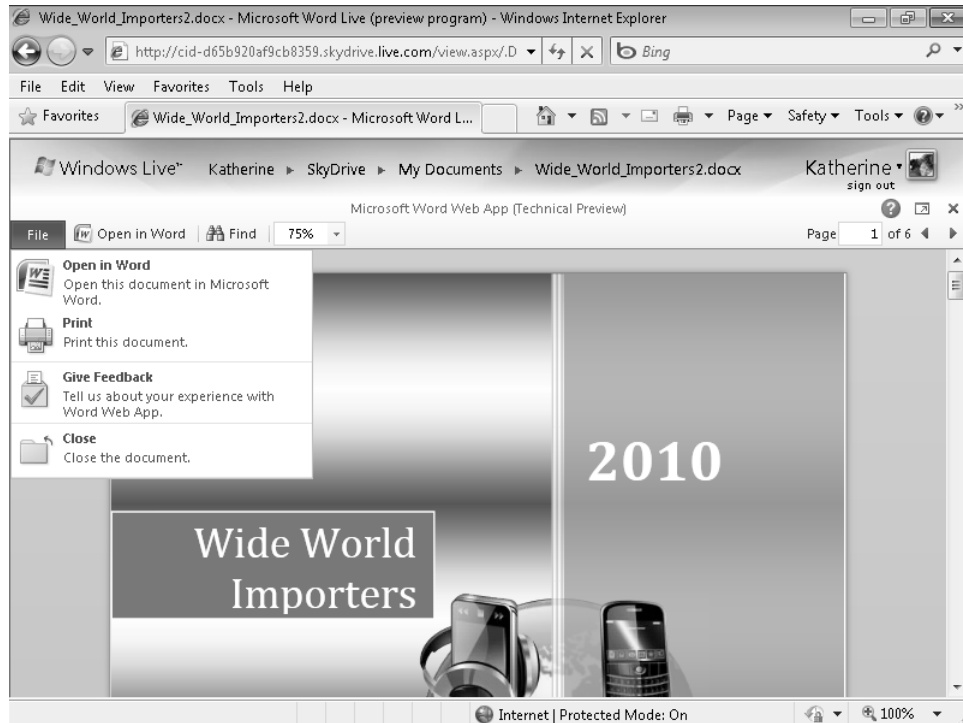 Wide_World_Importers2.docx - Microsoft Word Live (preview program) - Windows Internet Explorer
http://cid-d65b920af9cb8359.skydrive.live.com/view.aspx/.D
Bing
File Edit View Favorites Tools Help
Favorites Wide_World_Importers2.docx - Microsoft Word L... Page Safety Tools
Windows Live™ Katherine ▸ SkyDrive ▸ My Documents ▸ Wide_World_Importers2.docx Katherine
sign out
Microsoft Word Web App (Technical Preview)
File Open in Word Find 75% Page 1 of 6
Open in Word
Open this document in Microsoft
Word.
Print
Print this document.
Give Feedback
Tell us about your experience with
Word Web App.
Close
Close the document.
2010
Wide World
Importers
Internet | Protected Mode: On 100%